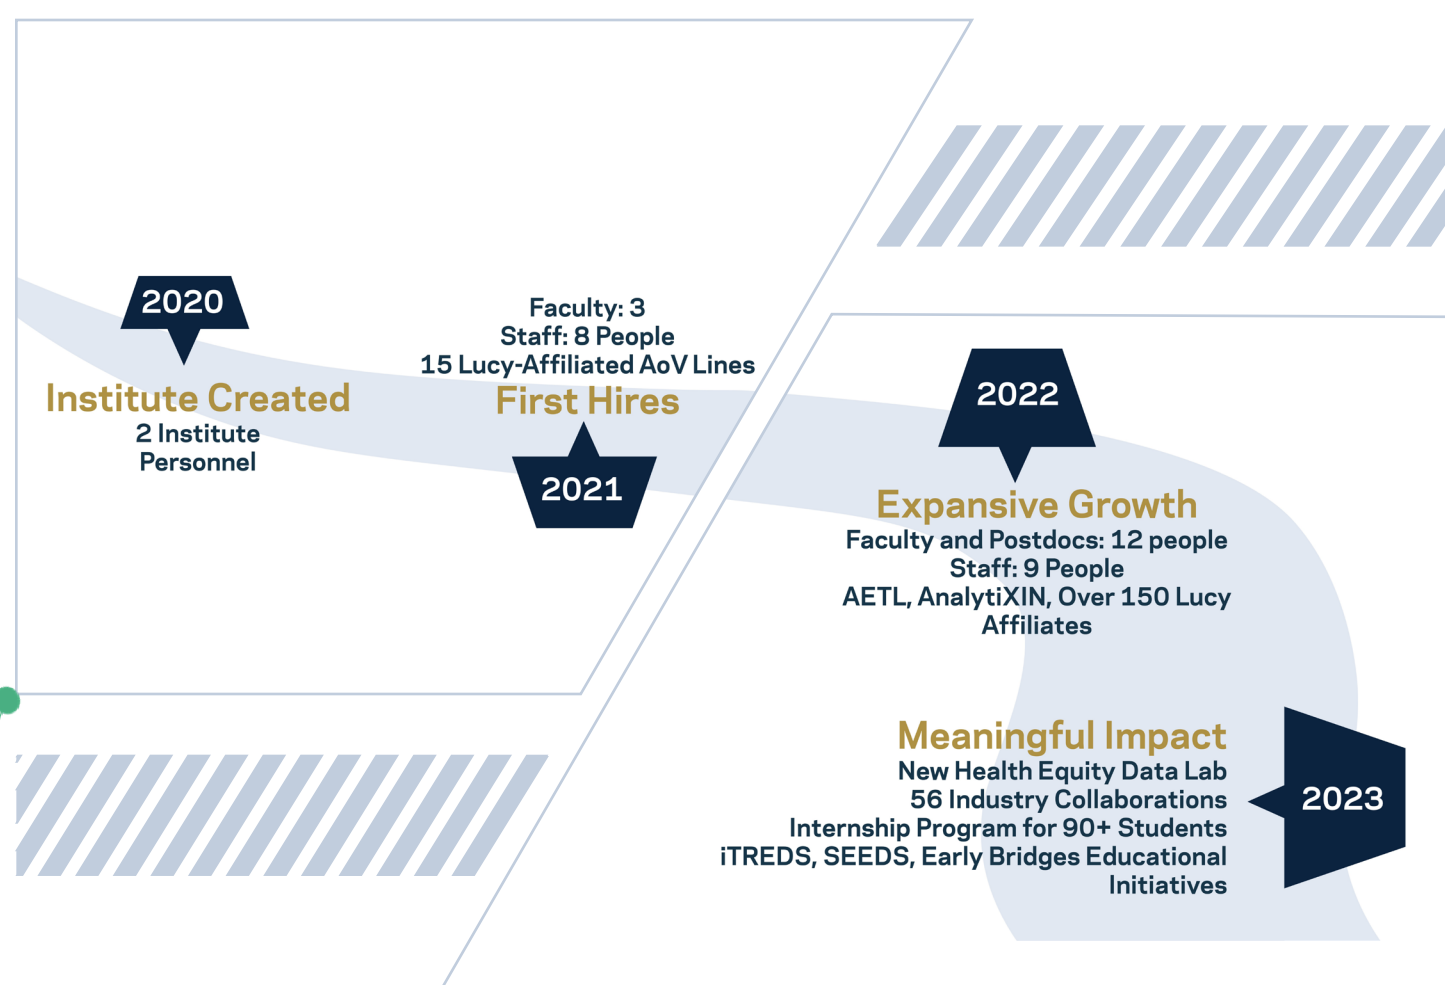 2020
Institute Created
2 Institute
Personnel
Faculty: 3
Staff: 8 People
15 Lucy-Affiliated AoV Lines
First Hires
2021
2022
Expansive Growth
Faculty and Postdocs: 12 people
Staff: 9 People
AETL, AnalytiXIN, Over 150 Lucy
Affiliates
Meaningful Impact
New Health Equity Data Lab
56 Industry Collaborations
Internship Program for 90+ Students
iTREDS, SEEDS, Early Bridges Educational
Initiatives
2023